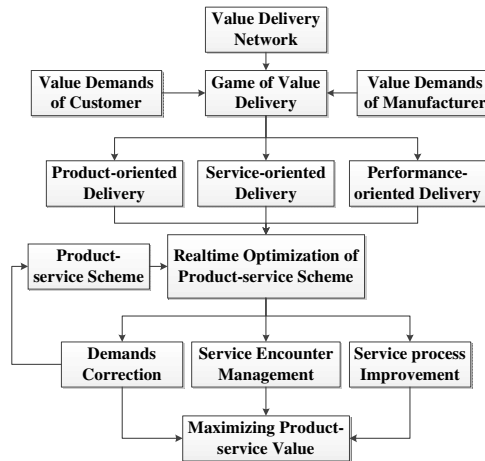 Value Delivery
Network
Value Demands
of Customer
Game of Value
Delivery
Value Demands
of Manufacturer
Product-oriented
Delivery
Service-oriented
Delivery
Performance-
oriented Delivery
Product-
service Scheme
Realtime Optimization of
Product-service Scheme
Demands
Correction
Service Encounter
Management
Service process
Improvement
Maximizing Product-
service Value